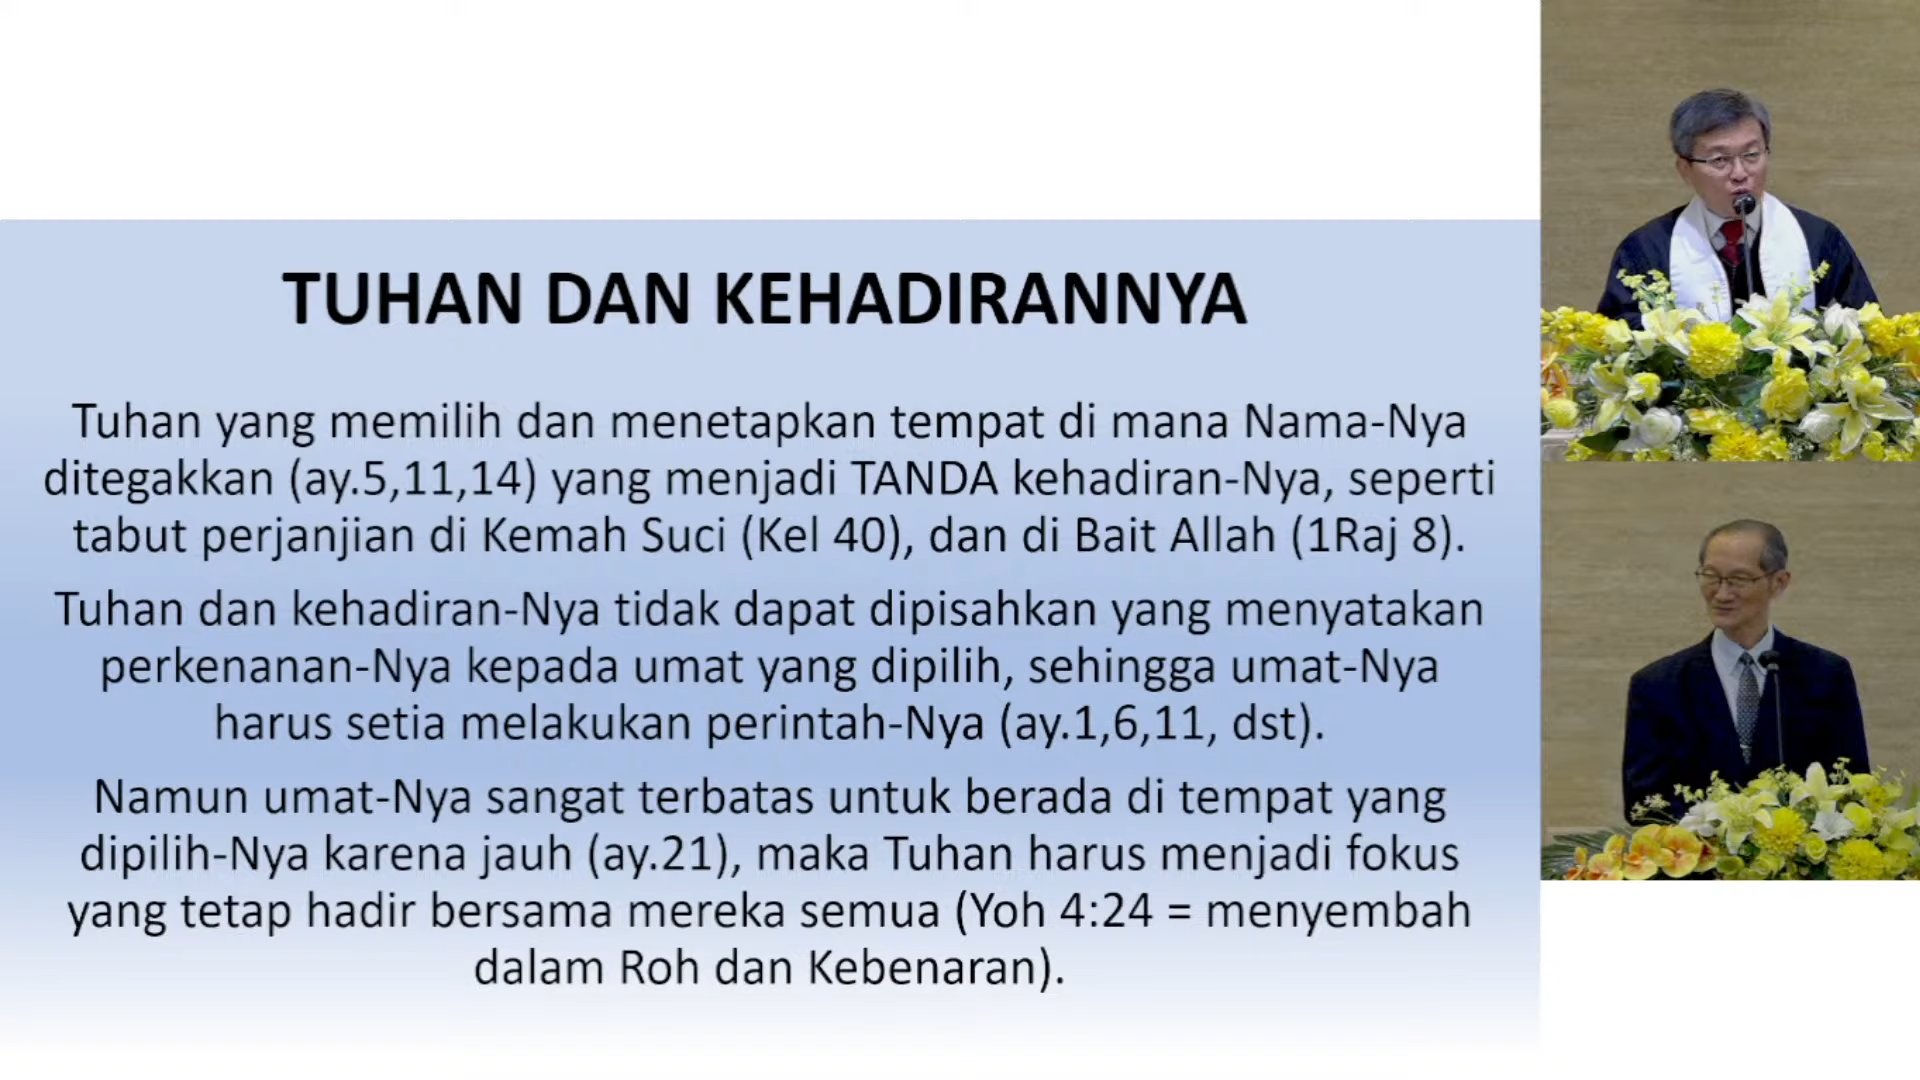 TUHAN DAN KEHADIRANNYA
Tuhan yang memilih dan menetapkan tempat di mana Nama-Nya
ditegakkan (ay.5,11,14) yang menjadi TANDA kehadiran-Nya, seperti
tabut perjanjian di Kemah Suci (Kel 40), dan di Bait Allah (1Raj 8).
Tuhan dan kehadiran-Nya tidak dapat dipisahkan yang menyatakan
perkenanan-Nya kepada umat yang dipilih, sehingga umat-Nya
harus setia melakukan perintah-Nya (ay.1,6,11, dst).
Namun umat-Nya sangat terbatas untuk berada di tempat yang
dipilih-Nya karena jauh (ay.21), maka Tuhan harus menjadi fokus
yang tetap hadir bersama mereka semua (Yoh 4:24 = menyembah
dalam Roh dan Kebenaran).